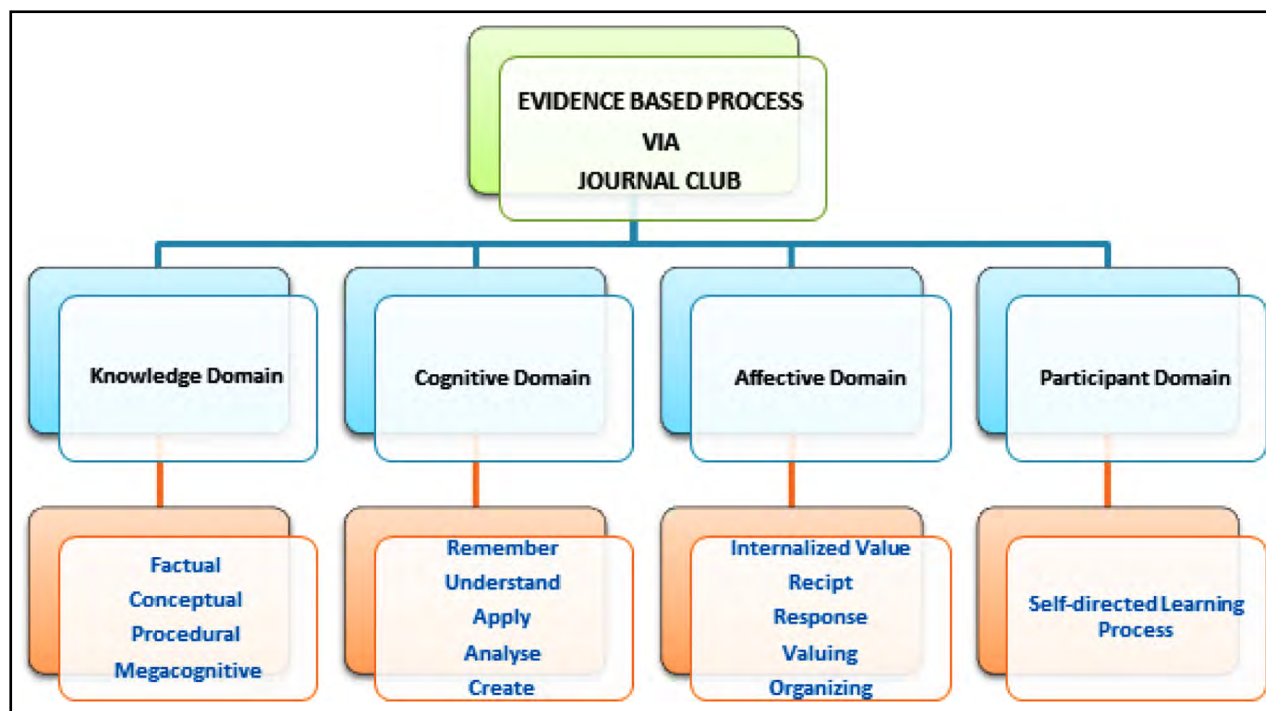 EVIDENCE BASED PROCESS
VIA
JOURNAL CLUB
Knowledge Domain
Cognitive Domain
Affective Domain
Participant Domain
Factual
Conceptual
Procedural
Megacognitive
Remember
Understand
Apply
Analyse
Create
Internalized Value
Recipt
Response
Valuing
Organizing
Self-directed Learning
Process